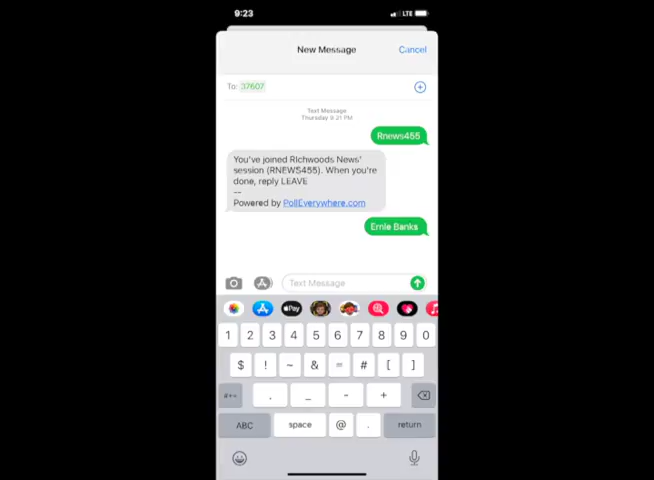 9:23
LTE
New Message
Cancel
To: 37607
Text Message
Thursday 9:21 PM
Rnews455
You've joined RIchwoods News'
session (RNEWS455). When you're
done, reply LEAVE
--
Powered by PollEverywhere.com
Ernie Banks
Text Message
Pay
1 2 3 4 5 6 7 8 9 0
$ ! ~ & = # [ ]
#+= . _ - +
ABC space @ . return